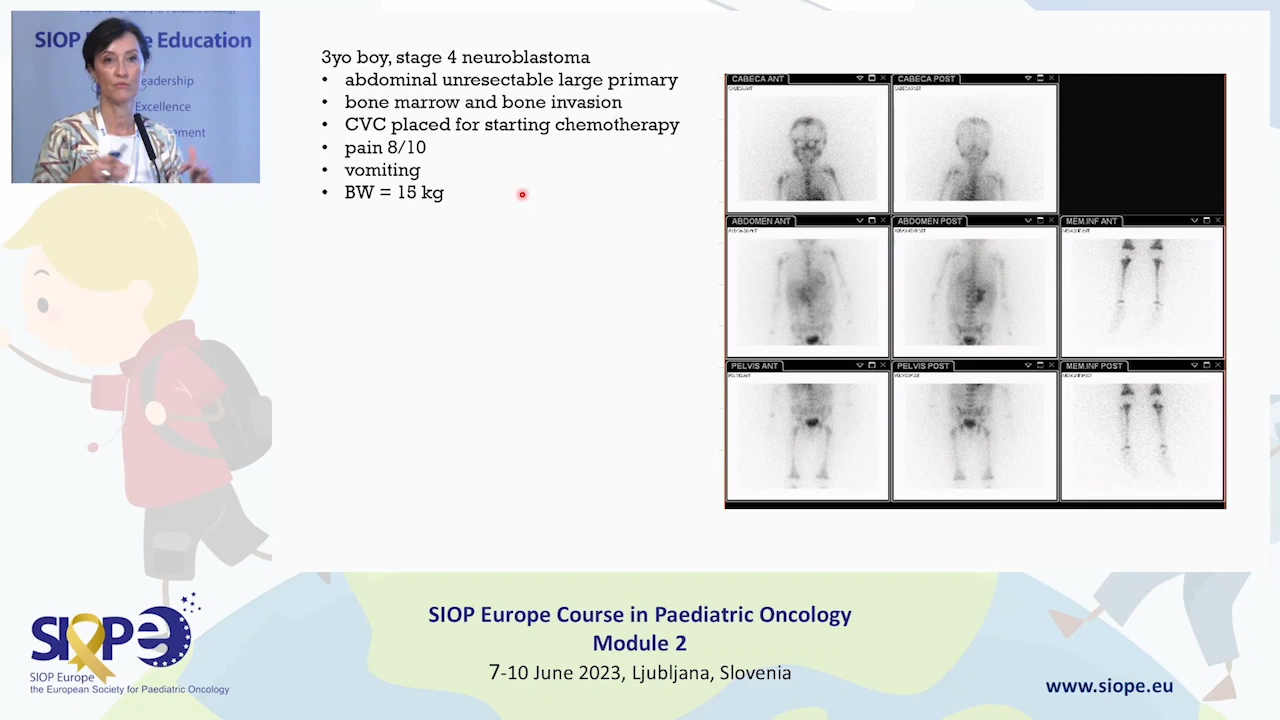 SIOP Europe Education
eadership
Excellence
ement
3yo boy, stage 4 neuroblastoma
• abdominal unresectable large primary
• bone marrow and bone invasion
• CVC placed for starting chemotherapy
• pain 8/10
• vomiting
• BW = 15 kg
CABECA ANT
CABECA POST
ABDOMEN ANT
ABDOMEN POST
MEM.INF ANT
PELVIS ANT
PELVIS POST
MEM.INF POST
SIOP Europe Course in Paediatric Oncology
Module 2
7-10 June 2023, Ljubljana, Slovenia
SIOPe
SIOP Europe
the European Society for Paediatric Oncology
www.siope.eu